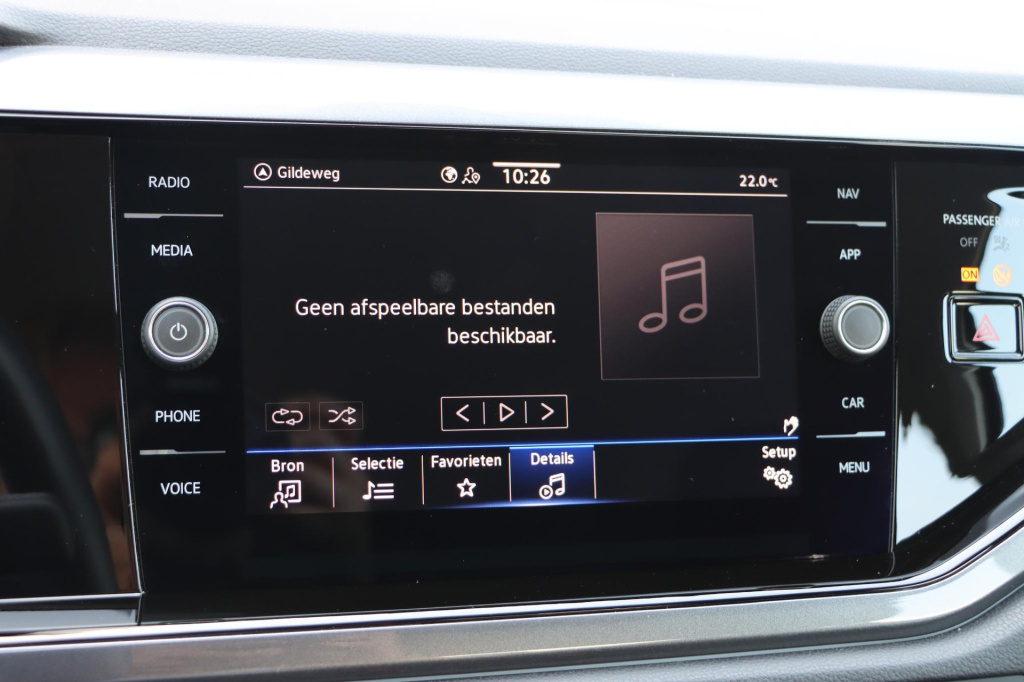 RADIO
MEDIA
PHONE
VOICE
Gildeweg
10:26
22.0°C
Geen afspeelbare bestanden
beschikbaar.
Bron
Selectie
Favorieten
Details
Setup
NAV
APP
CAR
MENU
PASSENGER
OFF
ON